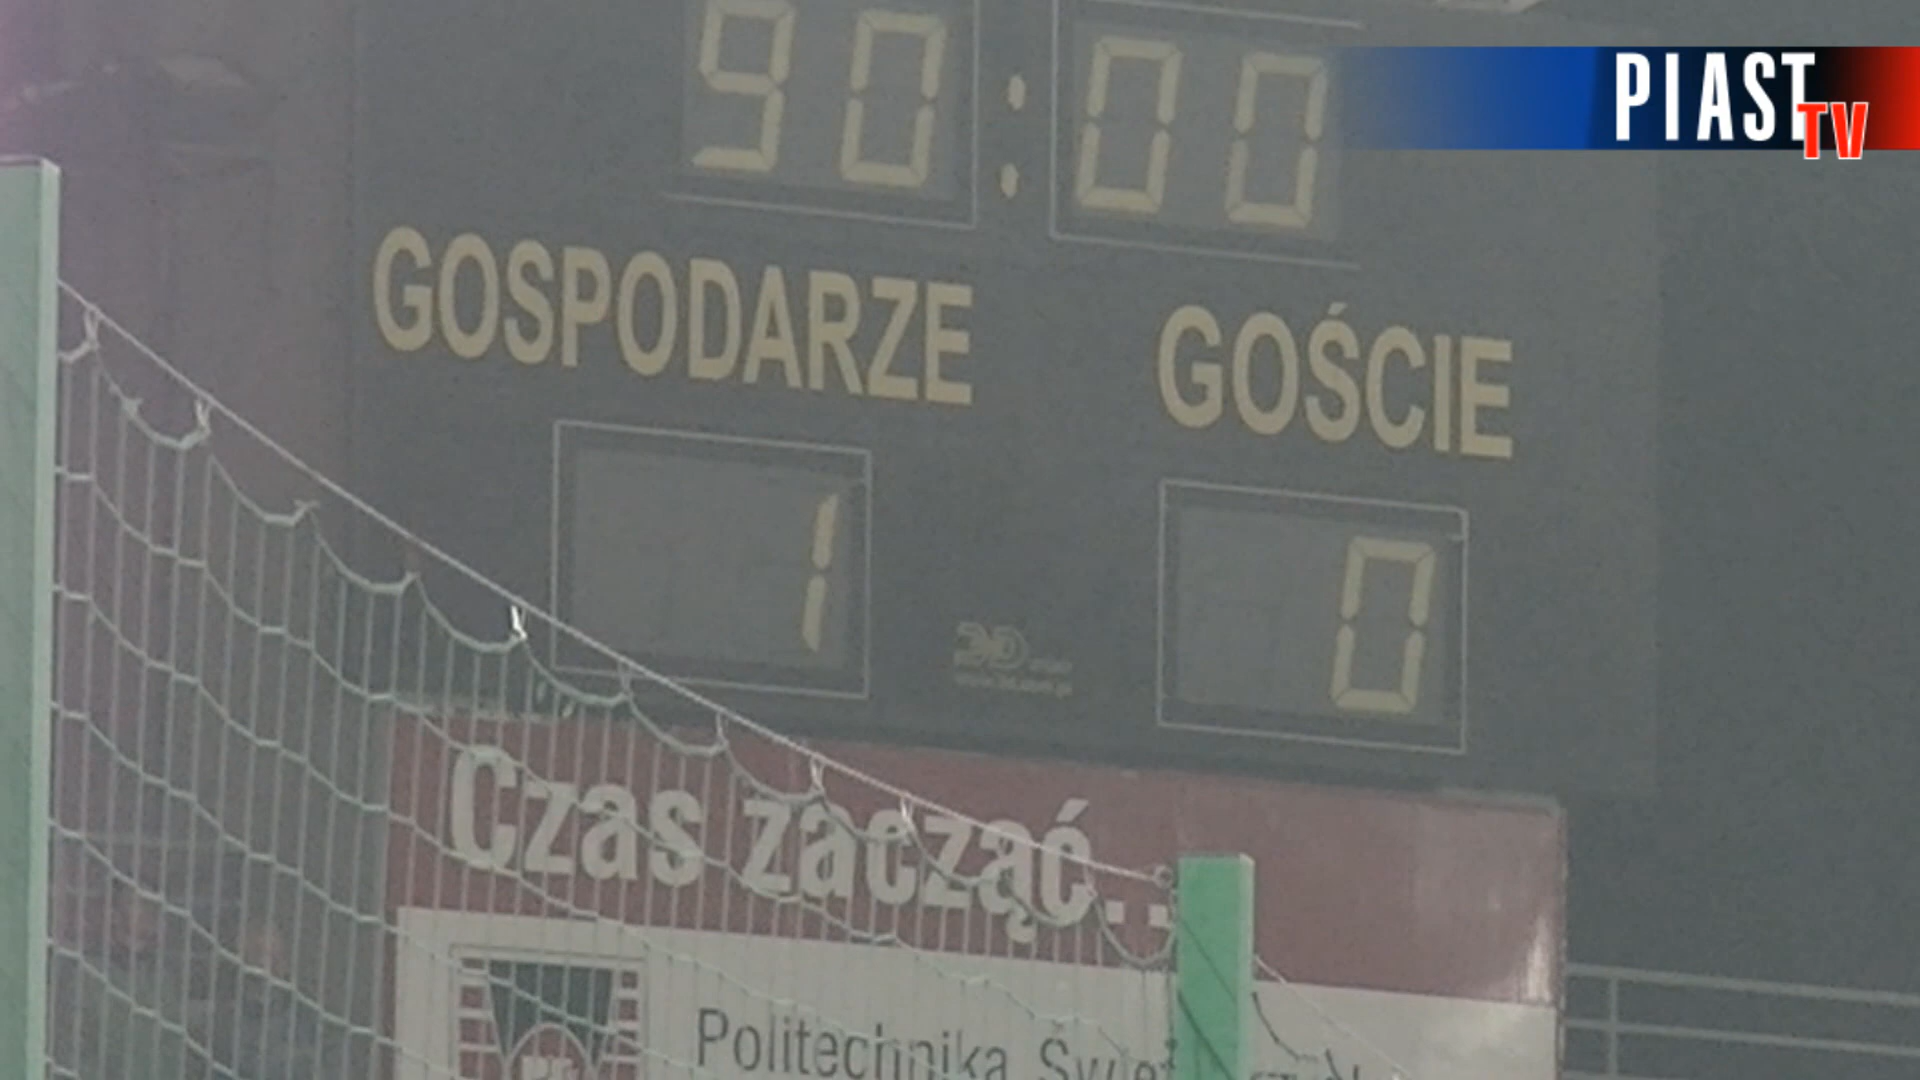 PIAST
TV
90:00
GOSPODARZE GOŚCIE
1 0
Czas zacząć..
Politechnika